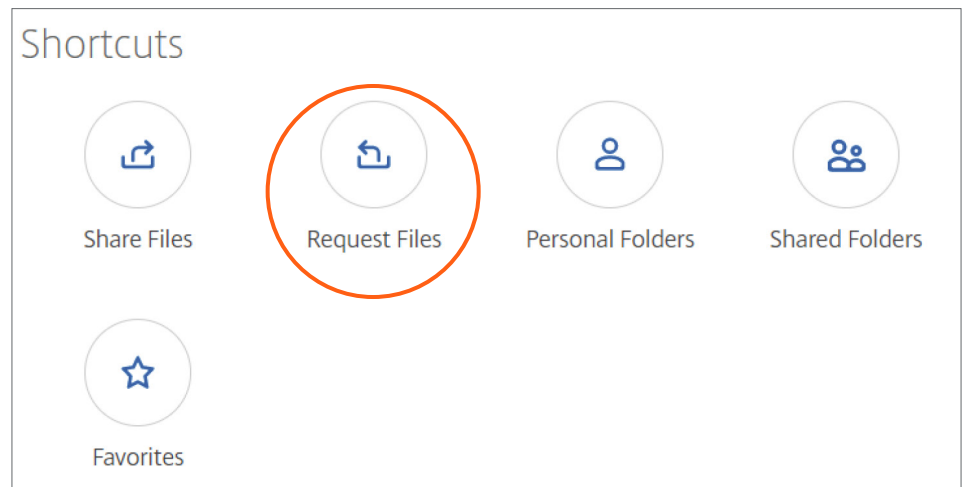 Shortcuts
Share Files
Request Files
Personal Folders
Shared Folders
Favorites